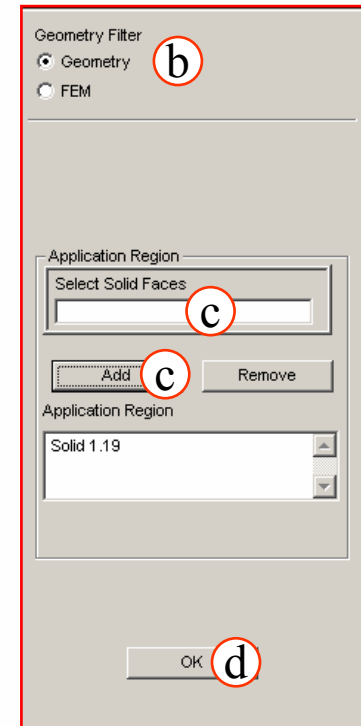 Geometry Filter
Geometry b
FEM
Application Region
Select Solid Faces
c
Add c Remove
Application Region
Solid 1.19
OK d